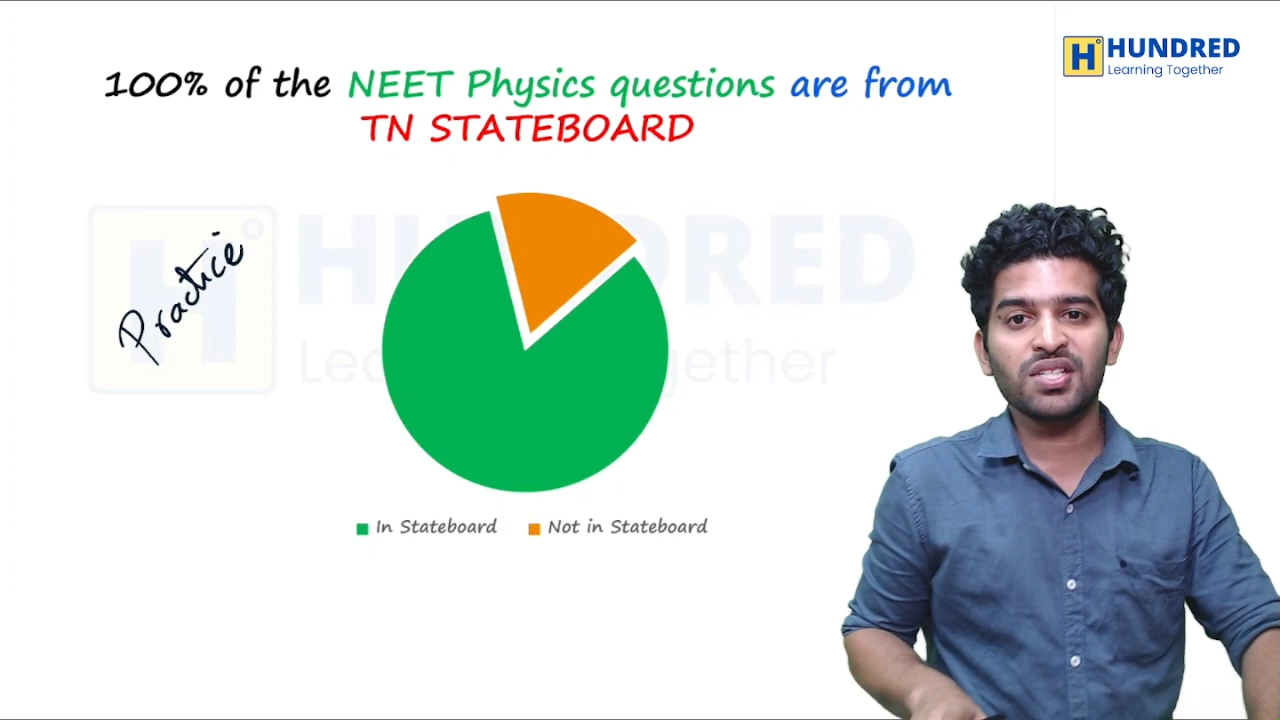 HUNDRED
Learning Together
100% of the NEET Physics questions are from
TN STATEBOARD
Practice
In Stateboard
Not in Stateboard